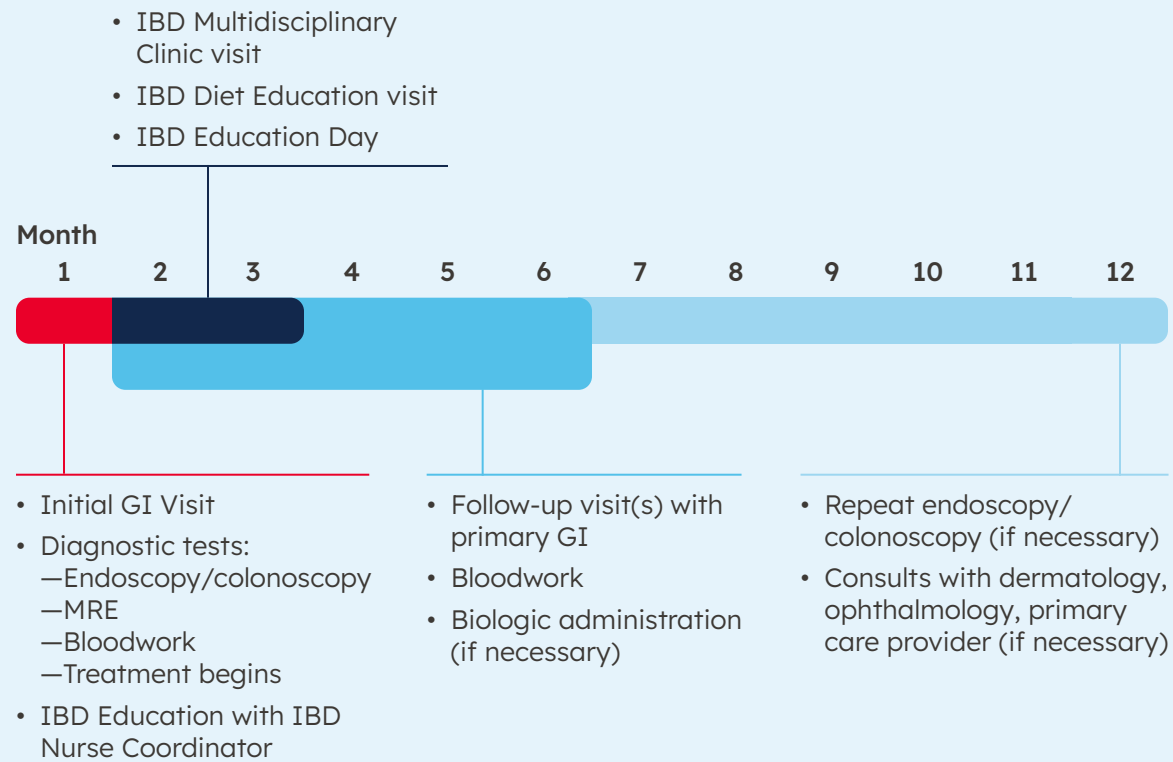 • IBD Multidisciplinary
Clinic visit
• IBD Diet Education visit
• IBD Education Day
Month
1 2 3 4 5 6 7 8 9 10 11 12
• Initial GI Visit
• Diagnostic tests:
—Endoscopy/colonoscopy
—MRE
—Bloodwork
—Treatment begins
• IBD Education with IBD
Nurse Coordinator
• Follow-up visit(s) with
primary GI
• Bloodwork
• Biologic administration
(if necessary)
• Repeat endoscopy/
colonoscopy (if necessary)
• Consults with dermatology,
ophthalmology, primary
care provider (if necessary)